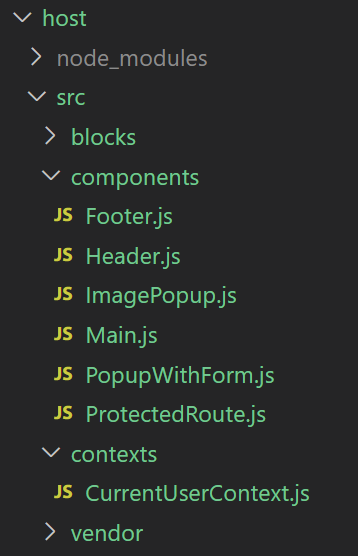 host
node_modules
src
blocks
components
JS Footer.js
JS Header.js
JS ImagePopup.js
JS Main.js
JS PopupWithForm.js
JS ProtectedRoute.js
contexts
JS CurrentUserContext.js
vendor